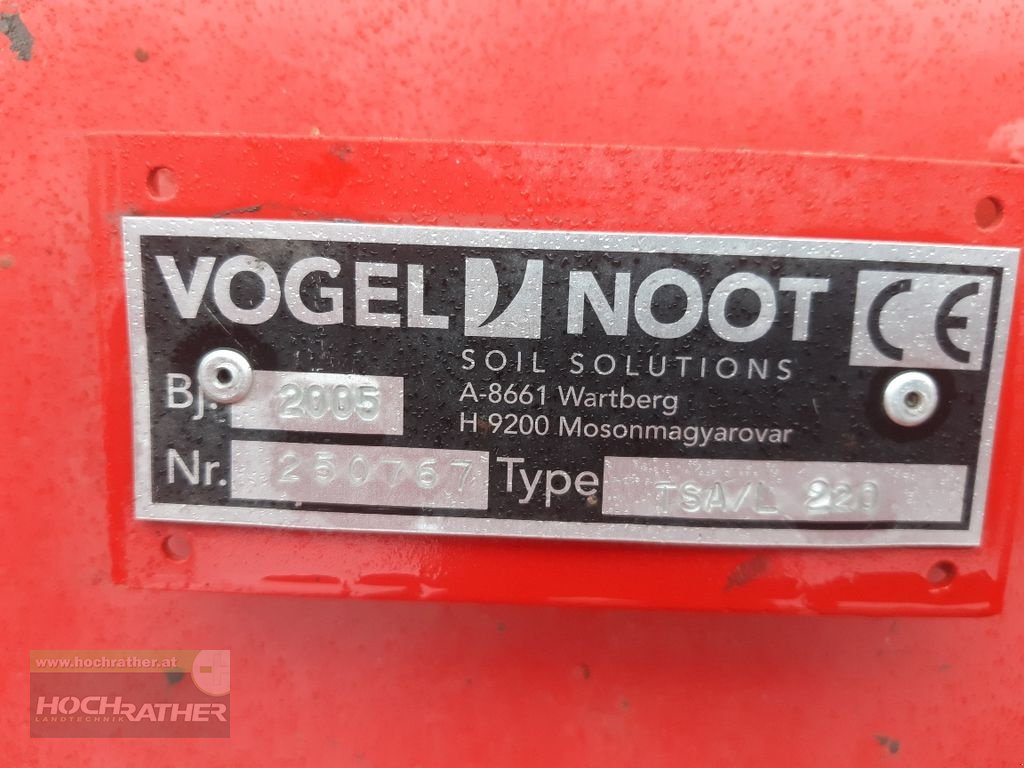 VOGEL NOOT
CE
SOIL SOLUTIONS
A-8661 Wartberg
H 9200 Mosonmagyarovar
Bj. 2005
Nr. 250767 Type TSA/L 220
www.hochrather.at
HOCHRATHER
LANDTECHNIK